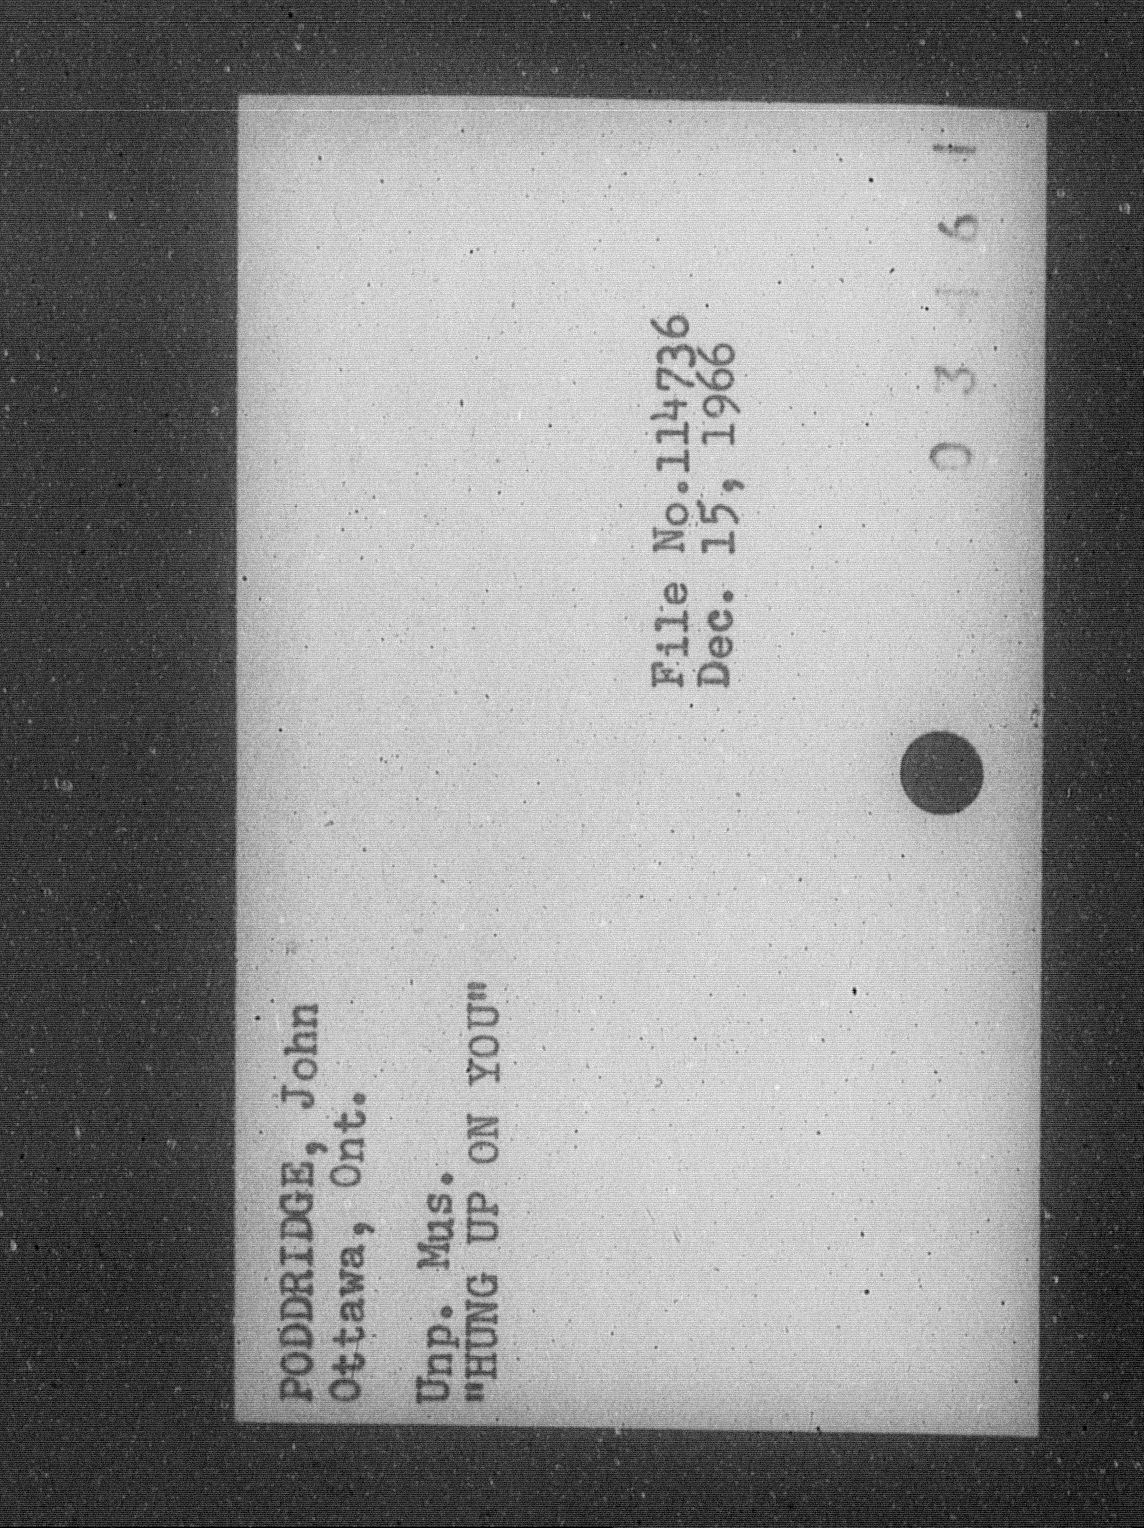 PODDRIDGE, John
Ottawa, Ont.
Unp. Mus.
"HUNG UP ON YOU"
File No.114736
Dec. 15, 1966
0 3 1 6 1